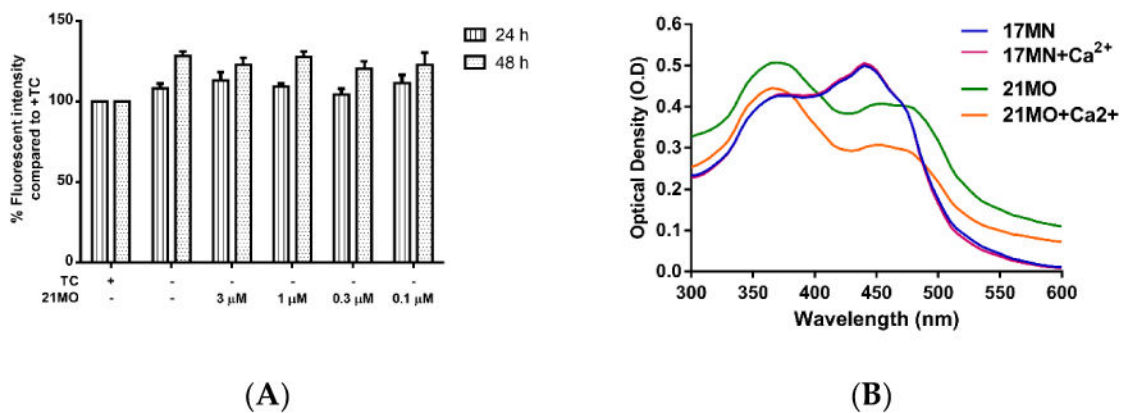 % Fluorescent intensity
compared to +TC
150
100
50
0
24 h
48 h
TC + - - - - -
21MO - - 3 µM 1 µM 0.3 µM 0.1 µM
(A)
Optical Density (O.D)
0.6
0.5
0.4
0.3
0.2
0.1
0.0
300 350 400 450 500 550 600
Wavelength (nm)
17MN
17MN+Ca²⁺
21MO
21MO+Ca2+
(B)